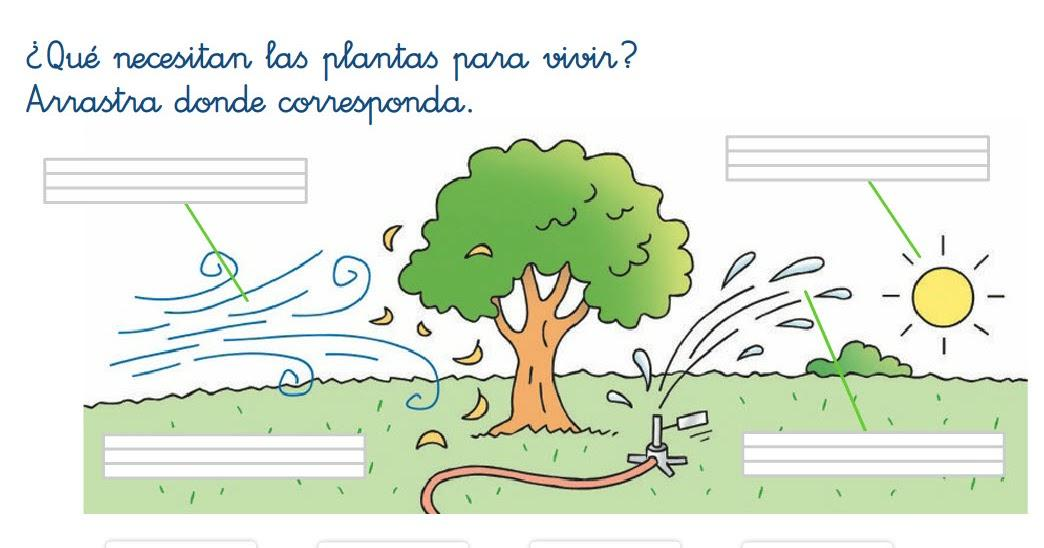 ¿Qué necesitan las plantas para vivir?
Arrastra donde corresponda.